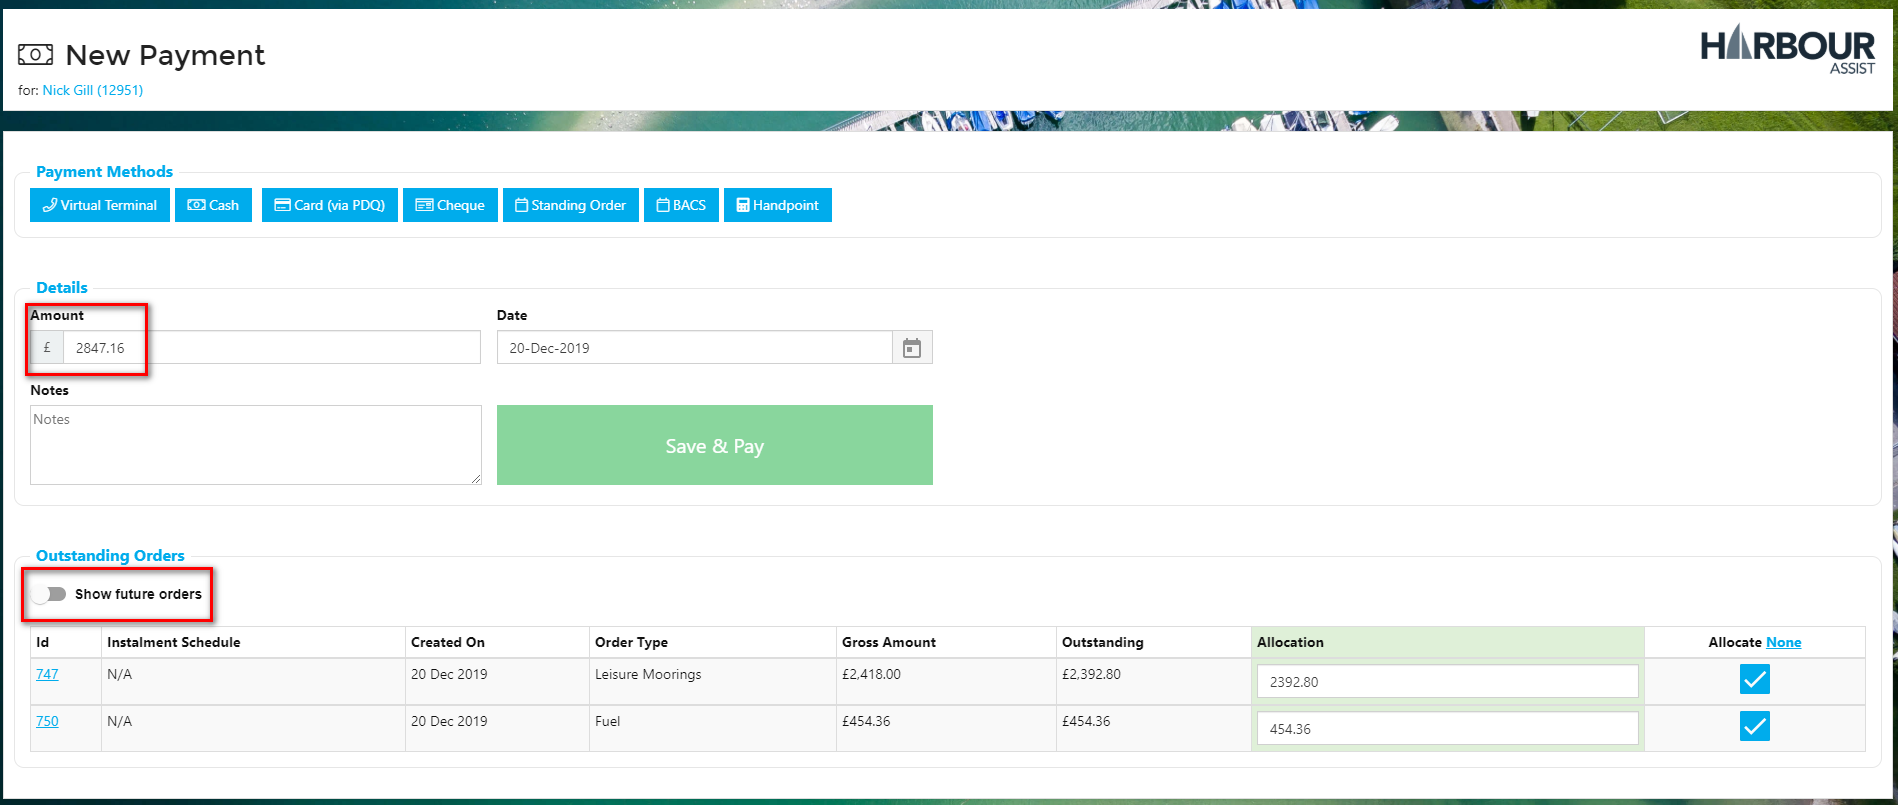 New Payment
HARBOUR
ASSIST
for: Nick Gill (12951)
Payment Methods
Virtual Terminal Cash Card (via PDQ) Cheque Standing Order BACS Handpoint
Details
Amount Date
£ 2847.16 20-Dec-2019
Notes
Notes
Save & Pay
Outstanding Orders
Show future orders
Id Instalment Schedule Created On Order Type Gross Amount Outstanding Allocation Allocate None
747 N/A 20 Dec 2019 Leisure Moorings £2,418.00 £2,392.80 2392.80
750 N/A 20 Dec 2019 Fuel £454.36 £454.36 454.36